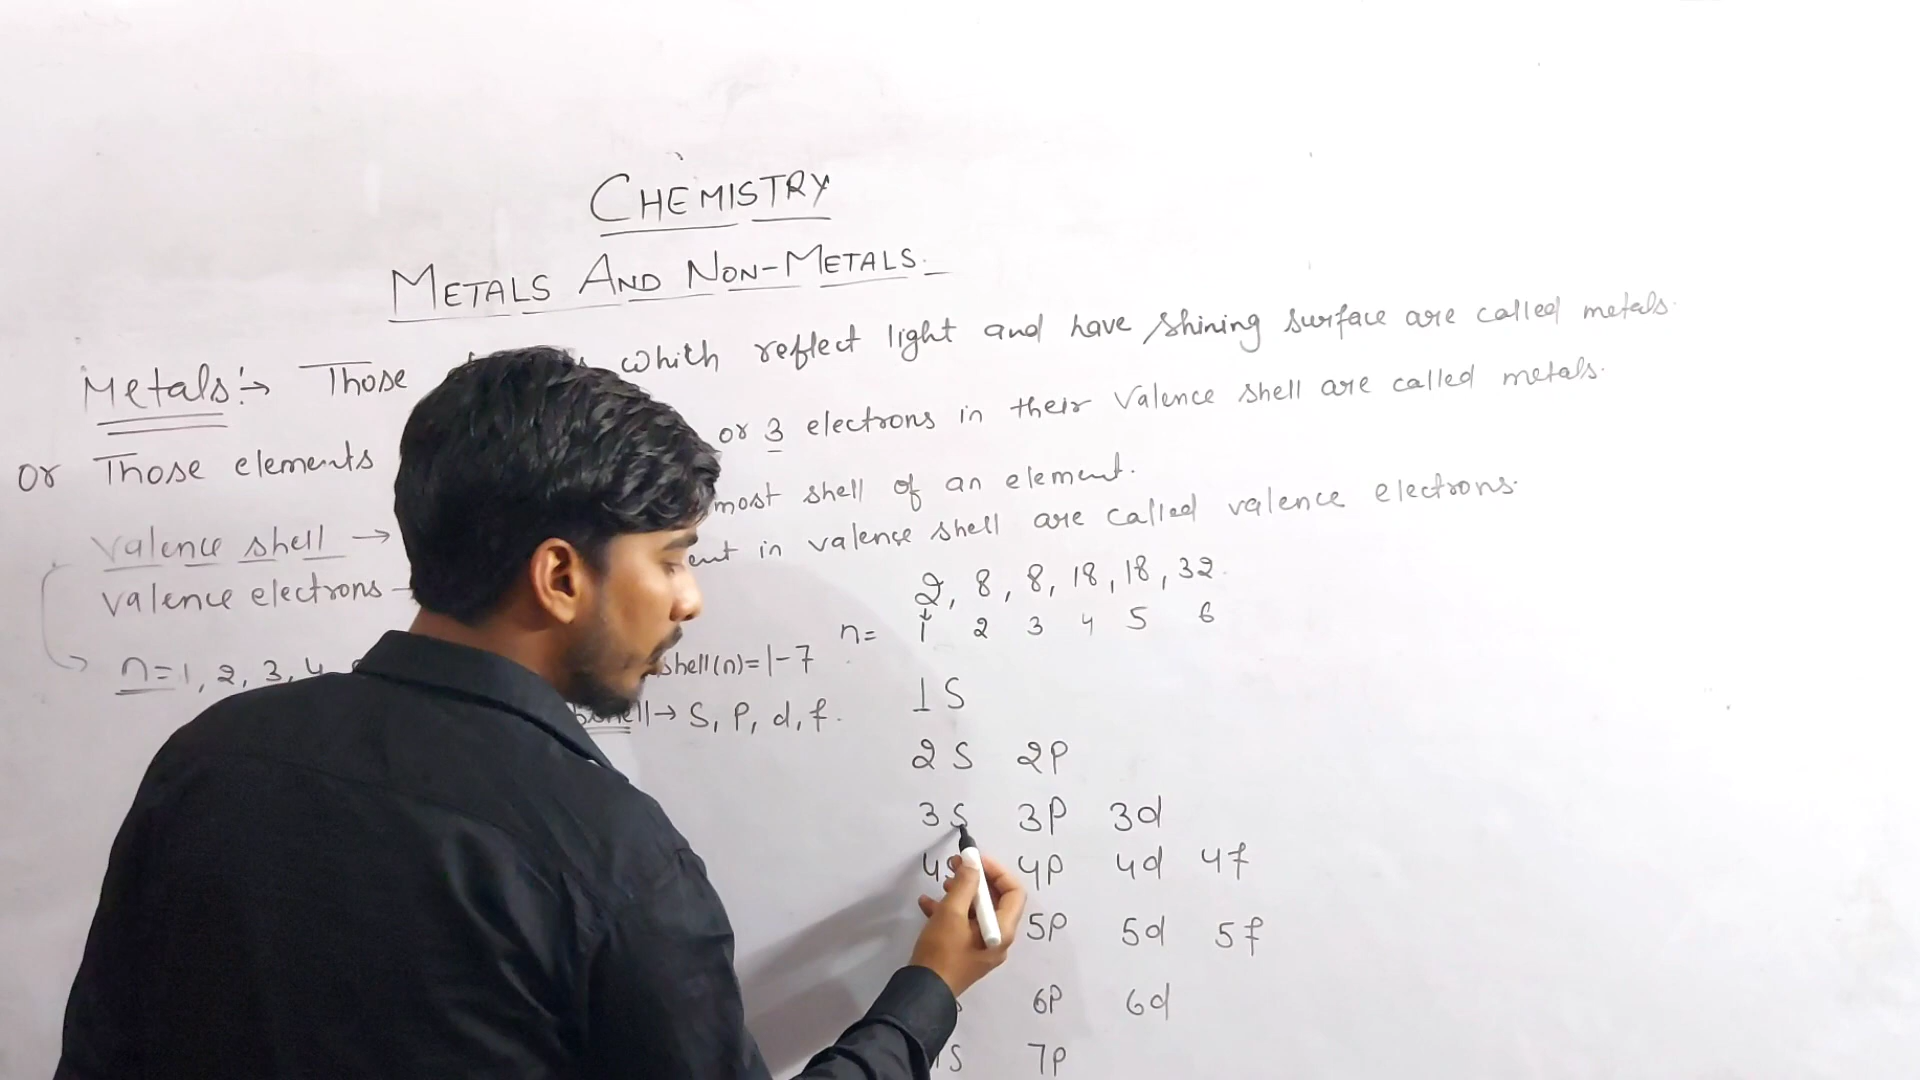 CHEMISTRY
METALS AND NON-METALS.
Metals:→ Those which reflect light and have shining surface are called metals.
or Those elements or 3 electrons in their Valence shell are called metals.
Valence shell → most shell of an element.
Valence electrons → in valence shell are called valence electrons.
2, 8, 8, 18, 18, 32.
n= 1 2 3 4 5 6
n=1, 2, 3, 4 shell(n)=1-7
→ S, P, d, f.
1S
2S 2P
3S 3P 3d
4S 4P 4d 4f
5P 5d 5f
6P 6d
S 7P